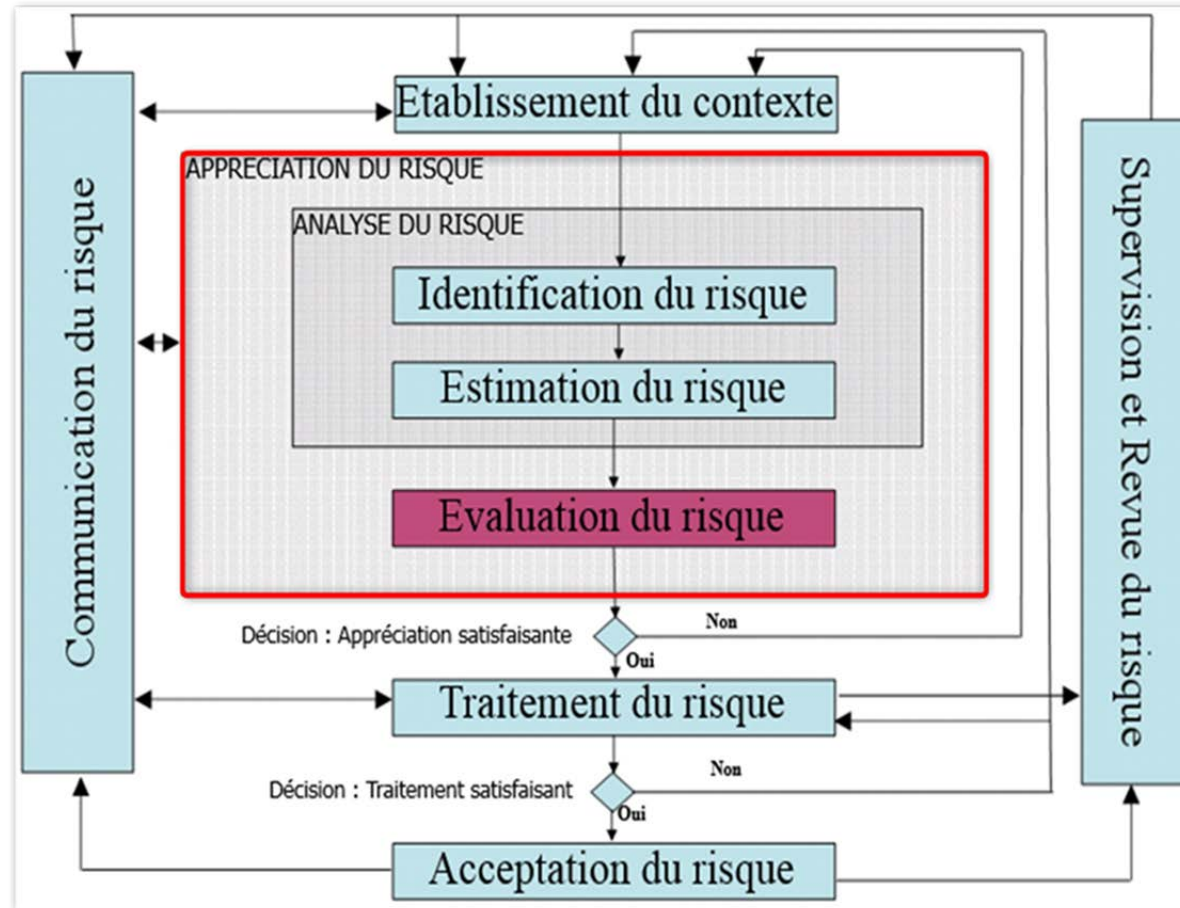 Etablissement du contexte
APPRECIATION DU RISQUE
ANALYSE DU RISQUE
Identification du risque
Estimation du risque
Evaluation du risque
Décision : Appréciation satisfaisante
Non
Oui
Traitement du risque
Décision : Traitement satisfaisant
Non
Oui
Acceptation du risque
Communication du risque
Supervision et Revue du risque